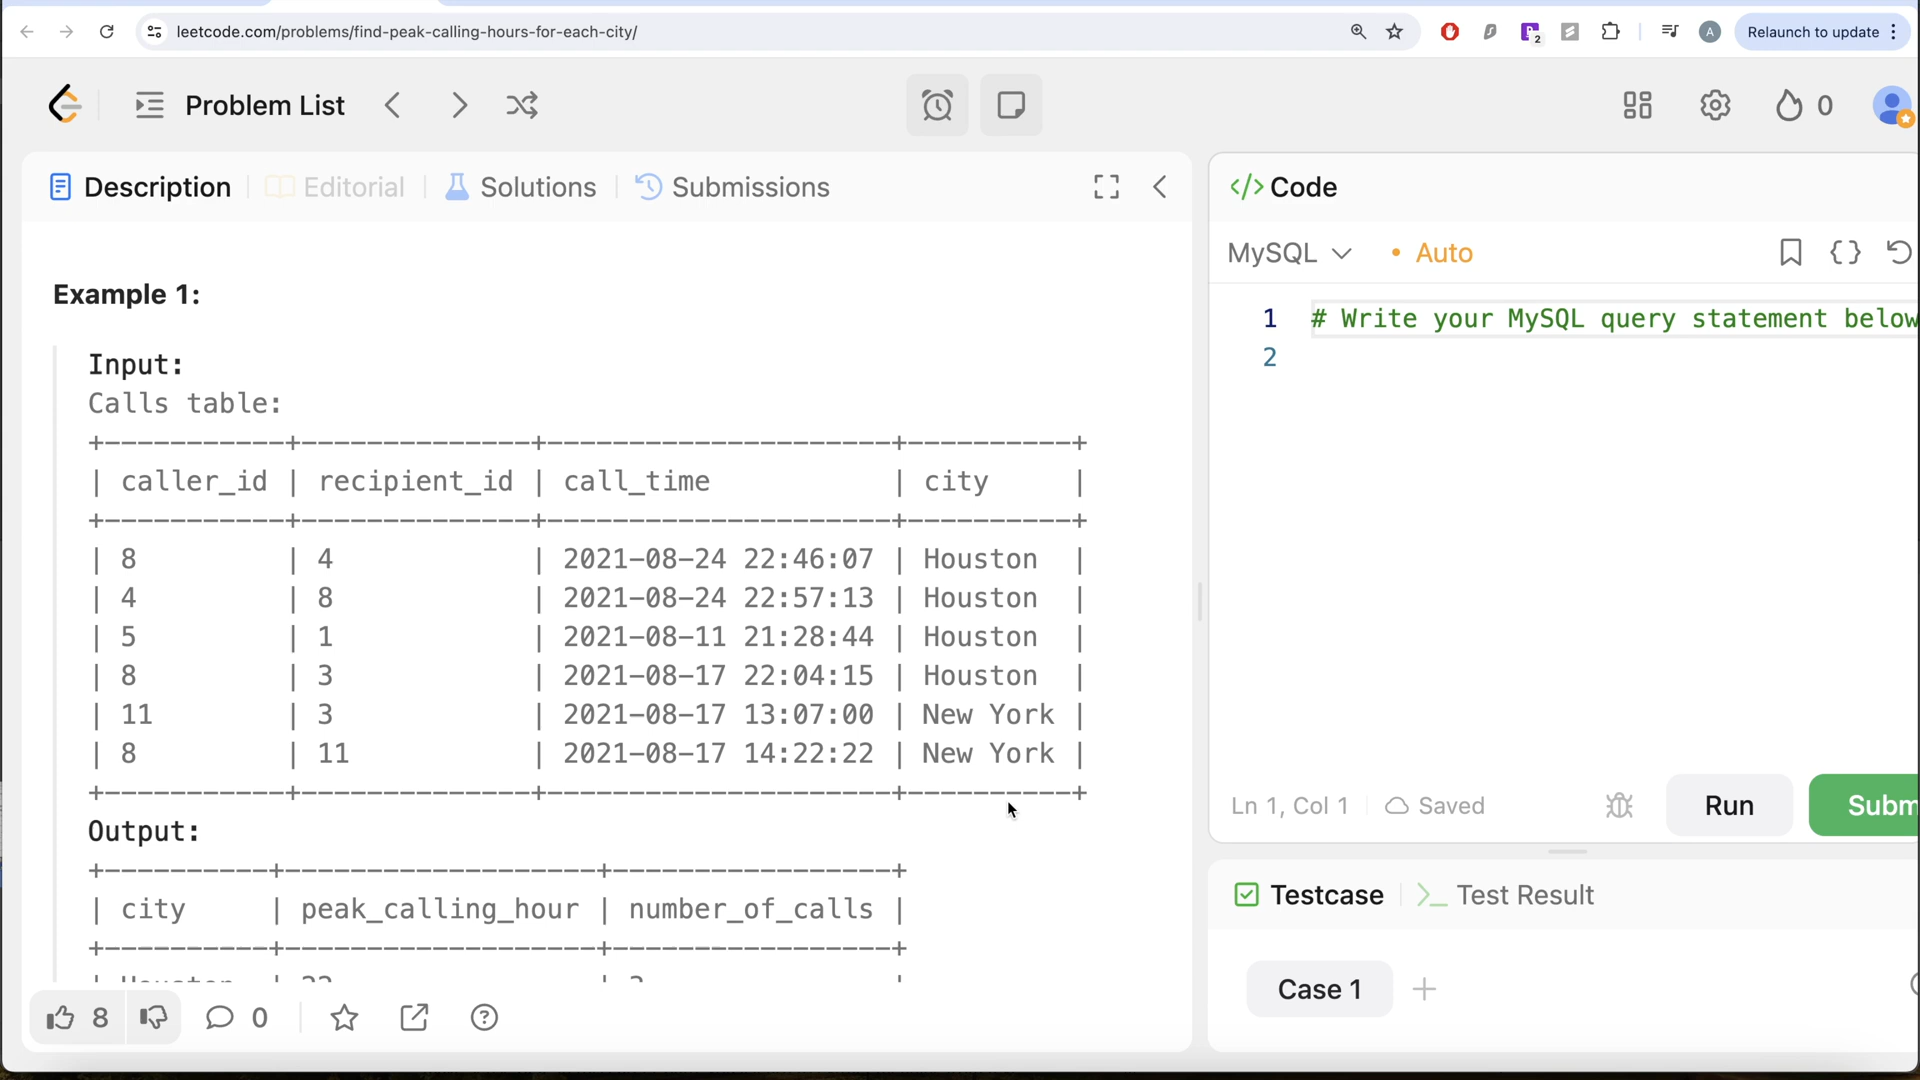 leetcode.com/problems/find-peak-calling-hours-for-each-city/
2
A
Relaunch to update
Problem List
0
Description
Editorial
Solutions
Submissions
Example 1:
Input:
Calls table:
+-----------+--------------+---------------------+----------+
| caller_id | recipient_id | call_time | city |
+-----------+--------------+---------------------+----------+
| 8 | 4 | 2021-08-24 22:46:07 | Houston |
| 4 | 8 | 2021-08-24 22:57:13 | Houston |
| 5 | 1 | 2021-08-11 21:28:44 | Houston |
| 8 | 3 | 2021-08-17 22:04:15 | Houston |
| 11 | 3 | 2021-08-17 13:07:00 | New York |
| 8 | 11 | 2021-08-17 14:22:22 | New York |
+-----------+--------------+---------------------+----------+
Output:
+----------+-------------------+-----------------+
| city | peak_calling_hour | number_of_calls |
+----------+-------------------+-----------------+
8
0
</> Code
MySQL
Auto
1 # Write your MySQL query statement below
2
Ln 1, Col 1
Saved
Run
Subm
Testcase
Test Result
Case 1